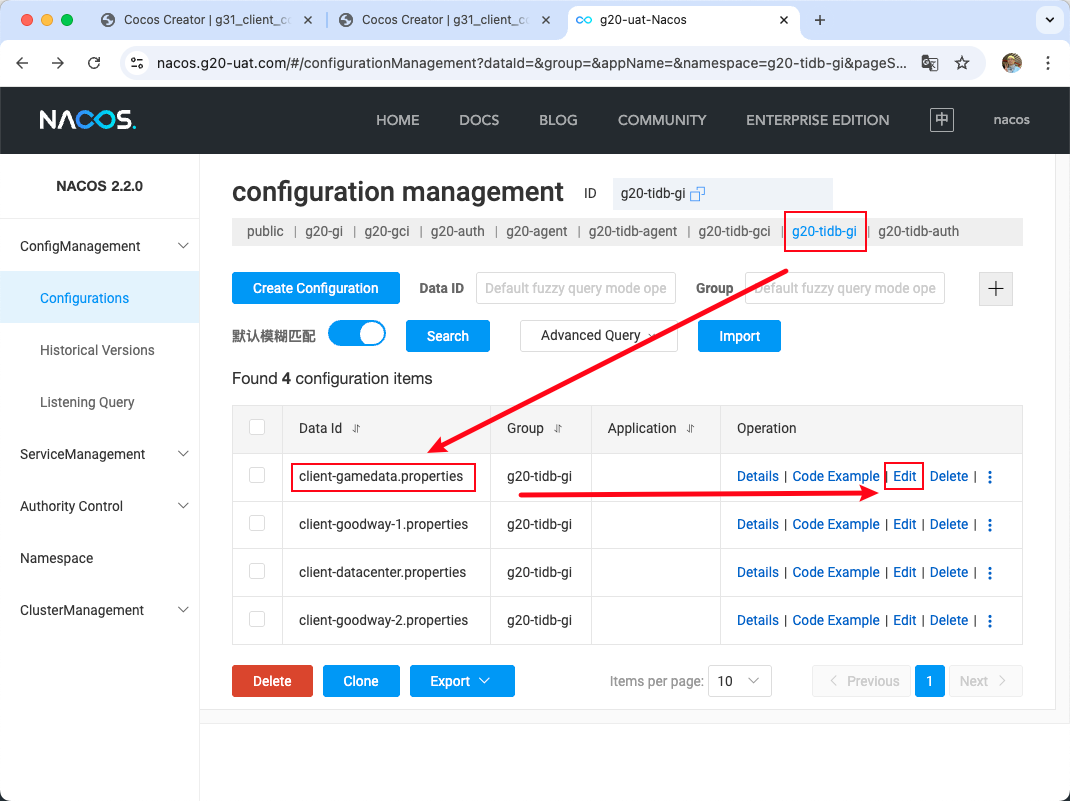 Cocos Creator | g31_client_cc
Cocos Creator | g31_client_cc
g20-uat-Nacos
nacos.g20-uat.com/#/configurationManagement?dataId=&group=&appName=&namespace=g20-tidb-gi&pageS...
NACOS.
HOME
DOCS
BLOG
COMMUNITY
ENTERPRISE EDITION
中
nacos
NACOS 2.2.0
ConfigManagement
Configurations
Historical Versions
Listening Query
ServiceManagement
Authority Control
Namespace
ClusterManagement
configuration management ID g20-tidb-gi
public | g20-gi | g20-gci | g20-auth | g20-agent | g20-tidb-agent | g20-tidb-gci | g20-tidb-gi | g20-tidb-auth
Create Configuration Data ID Default fuzzy query mode ope Group Default fuzzy query mode ope
默认模糊匹配 Search Advanced Query Import
Found 4 configuration items
Data Id Group Application Operation
client-gamedata.properties g20-tidb-gi Details | Code Example | Edit Delete |
client-goodway-1.properties g20-tidb-gi Details | Code Example | Edit | Delete |
client-datacenter.properties g20-tidb-gi Details | Code Example | Edit | Delete |
client-goodway-2.properties g20-tidb-gi Details | Code Example | Edit | Delete |
Delete Clone Export Items per page: 10 Previous 1 Next